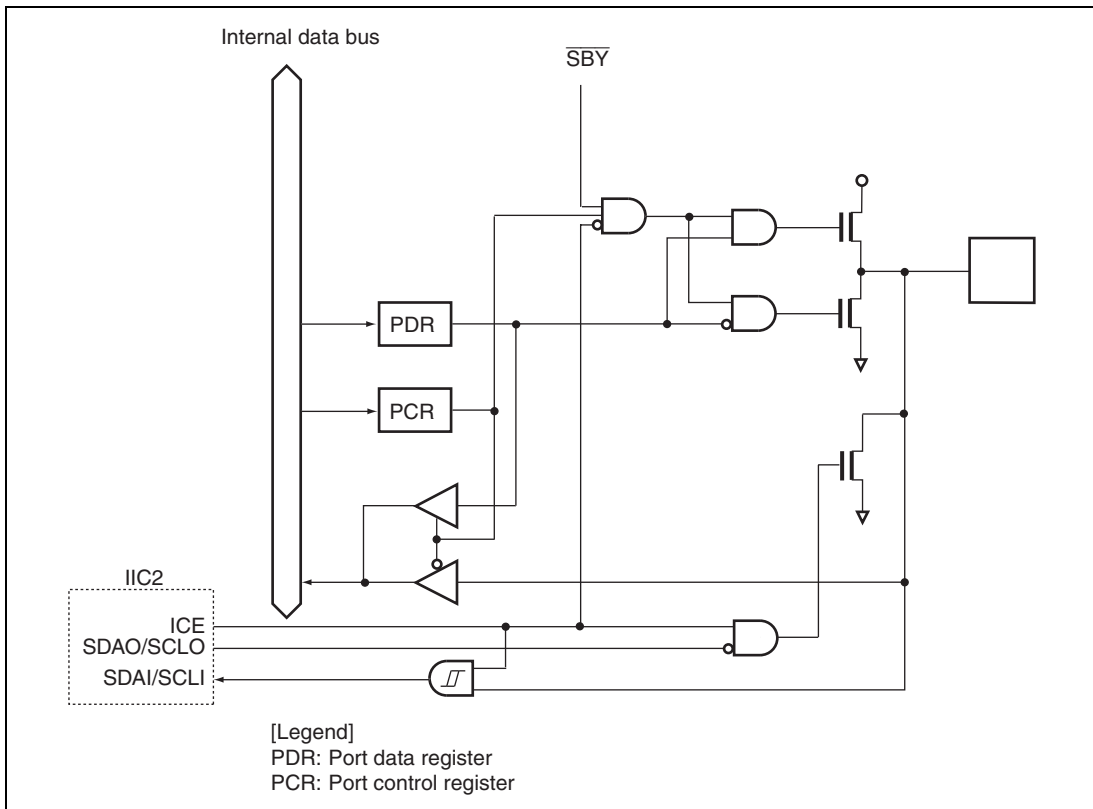 Internal data bus
SBY
PDR
PCR
IIC2
ICE
SDAO/SCLO
SDAI/SCLI
[Legend]
PDR: Port data register
PCR: Port control register